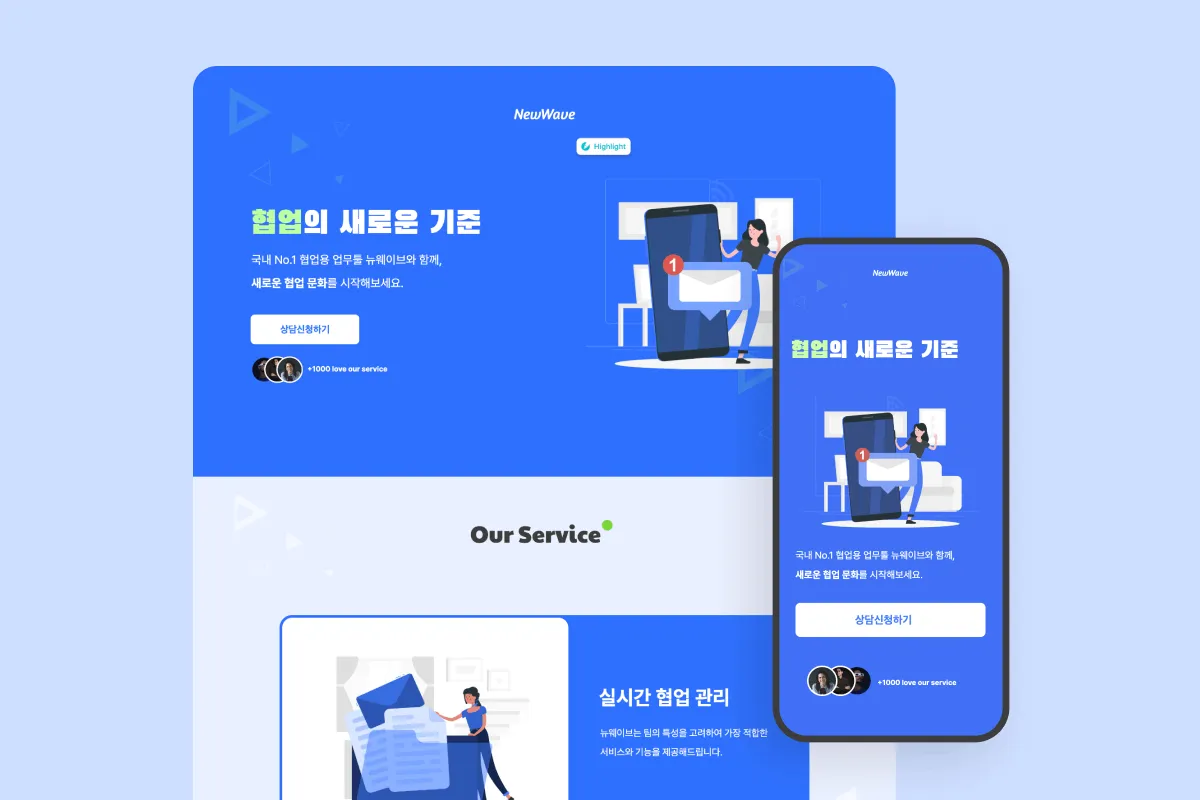 NewWave
Highlight
협업의 새로운 기준
국내 No.1 협업용 업무툴 뉴웨이브와 함께,
새로운 협업 문화를 시작해보세요.
상담신청하기
+1000 love our service
1
Our Service
실시간 협업 관리
뉴웨이브는 팀의 특성을 고려하여 가장 적합한
서비스와 기능을 제공해드립니다.
NewWave
협업의 새로운 기준
1
국내 No.1 협업용 업무툴 뉴웨이브와 함께,
새로운 협업 문화를 시작해보세요.
상담신청하기
+1000 love our service